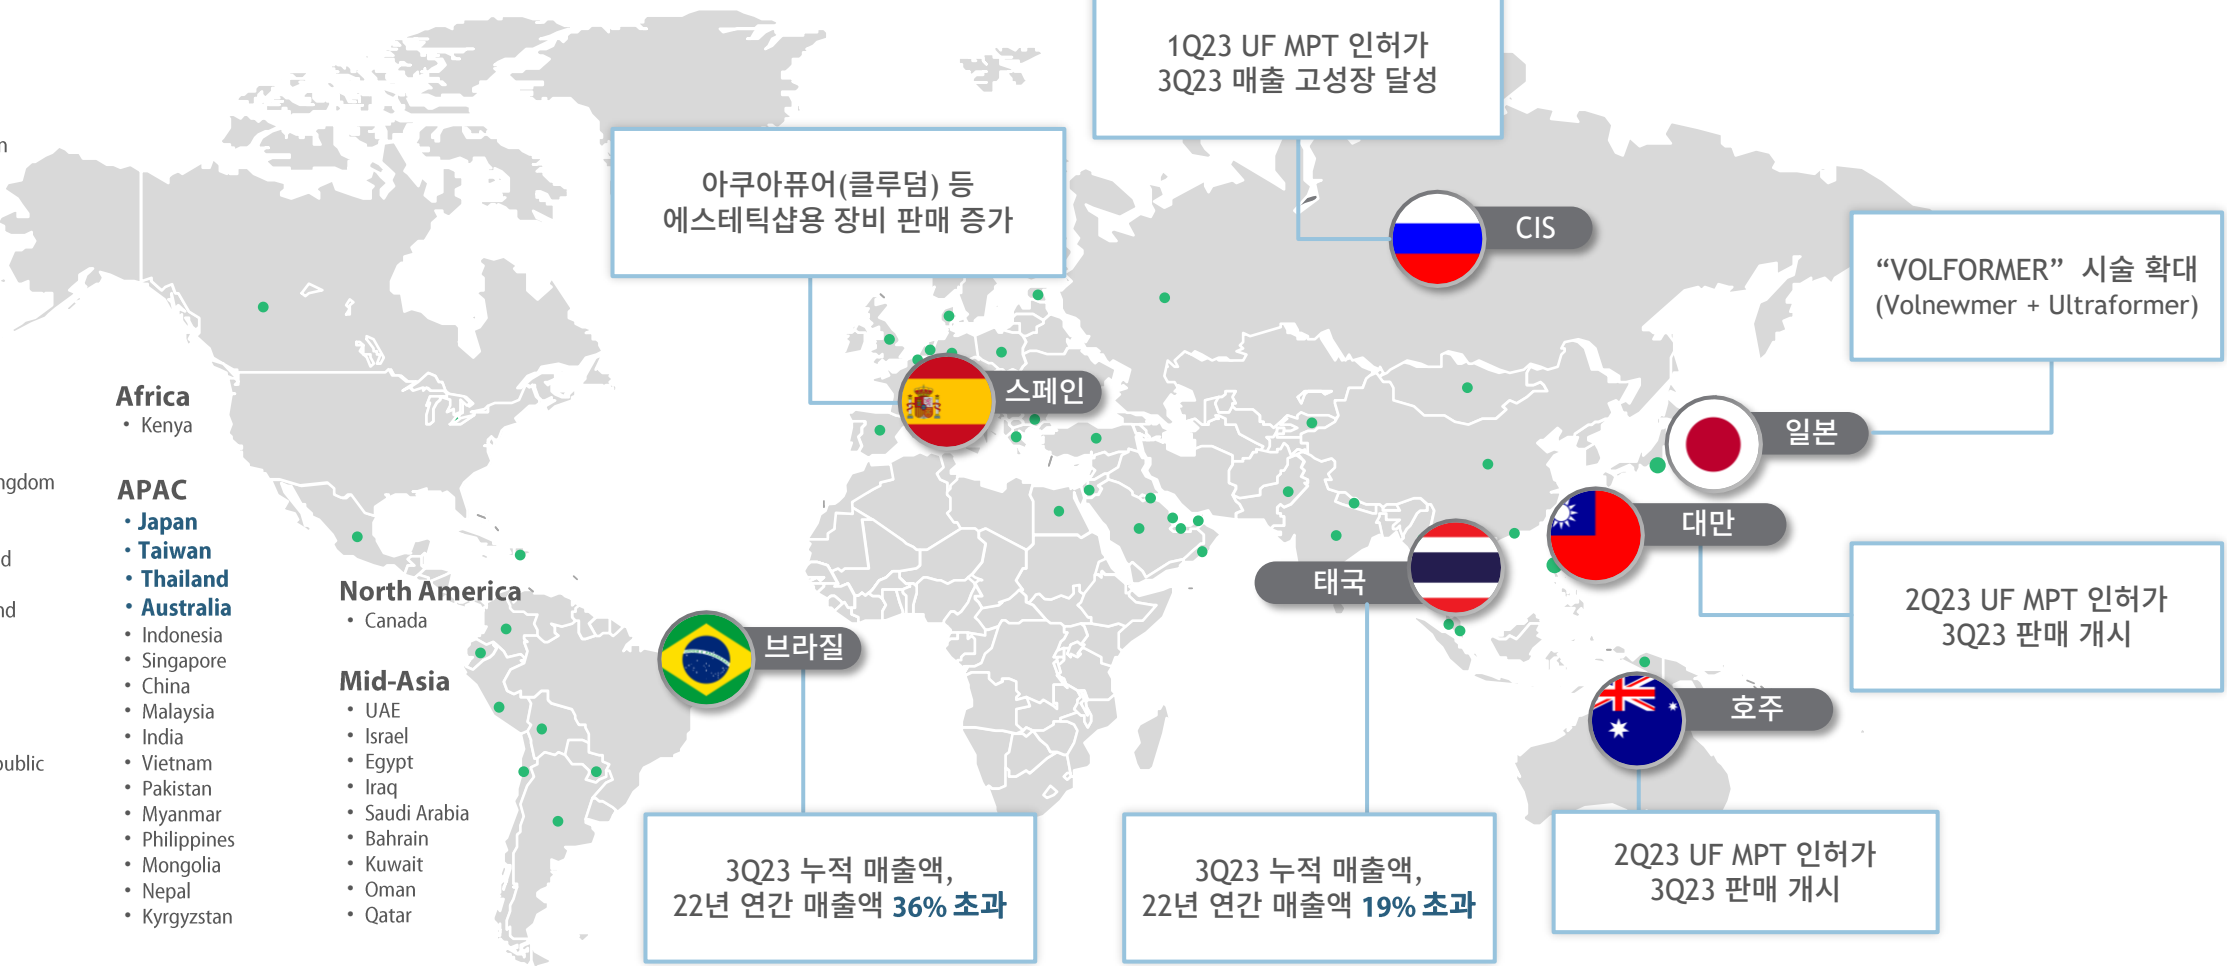 1Q23 UF MPT 인허가
3Q23 매출 고성장 달성
아쿠아퓨어(클루덤) 등
에스테틱샵용 장비 판매 증가
CIS
“VOLFORMER” 시술 확대
(Volnewmer + Ultraformer)
스페인
일본
대만
태국
2Q23 UF MPT 인허가
3Q23 판매 개시
브라질
호주
3Q23 누적 매출액,
22년 연간 매출액 36% 초과
3Q23 누적 매출액,
22년 연간 매출액 19% 초과
2Q23 UF MPT 인허가
3Q23 판매 개시
Africa
• Kenya
APAC
• Japan
• Taiwan
• Thailand
• Australia
• Indonesia
• Singapore
• China
• Malaysia
• India
• Vietnam
• Pakistan
• Myanmar
• Philippines
• Mongolia
• Nepal
• Kyrgyzstan
North America
• Canada
Mid-Asia
• UAE
• Israel
• Egypt
• Iraq
• Saudi Arabia
• Bahrain
• Kuwait
• Oman
• Qatar